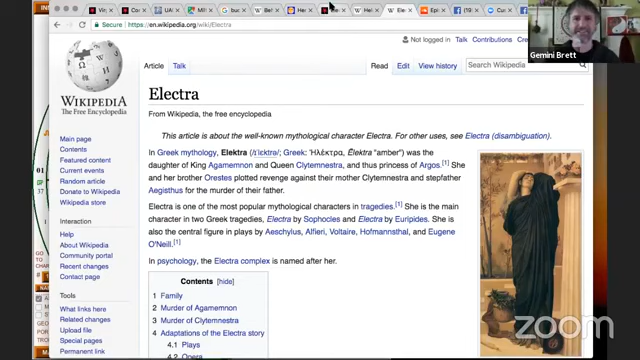 https://en.wikipedia.org/wiki/Electra
Not logged in Talk Contributions
Gemini Brett
Article Talk Read Edit View history Search Wikipedia
WIKIPEDIA
The Free Encyclopedia
Main page
Contents
Featured content
Current events
Random article
Donate to Wikipedia
Wikipedia store
Interaction
Help
About Wikipedia
Community portal
Recent changes
Contact page
Tools
What links here
Related changes
Upload file
Special pages
Permanent link
Electra
From Wikipedia, the free encyclopedia
This article is about the well-known mythological character Electra. For other uses, see Electra (disambiguation).
In Greek mythology, Elektra (/ɪˈlɛktrə/; Greek: Ἠλέκτρα, Ēlektra "amber") was
the daughter of King Agamemnon and Queen Clytemnestra, and thus princess of Argos.[1] She
and her brother Orestes plotted revenge against their mother Clytemnestra and stepfather
Aegisthus for the murder of their father.
Electra is one of the most popular mythological characters in tragedies.[1] She is the main
character in two Greek tragedies, Electra by Sophocles and Electra by Euripides. She is
also the central figure in plays by Aeschylus, Alfieri, Voltaire, Hofmannsthal, and Eugene
O'Neill.[1]
In psychology, the Electra complex is named after her.
Contents [hide]
1 Family
2 Murder of Agamemnon
3 Murder of Clytemnestra
4 Adaptations of the Electra story
4.1 Plays
4.2 Opera
zoom